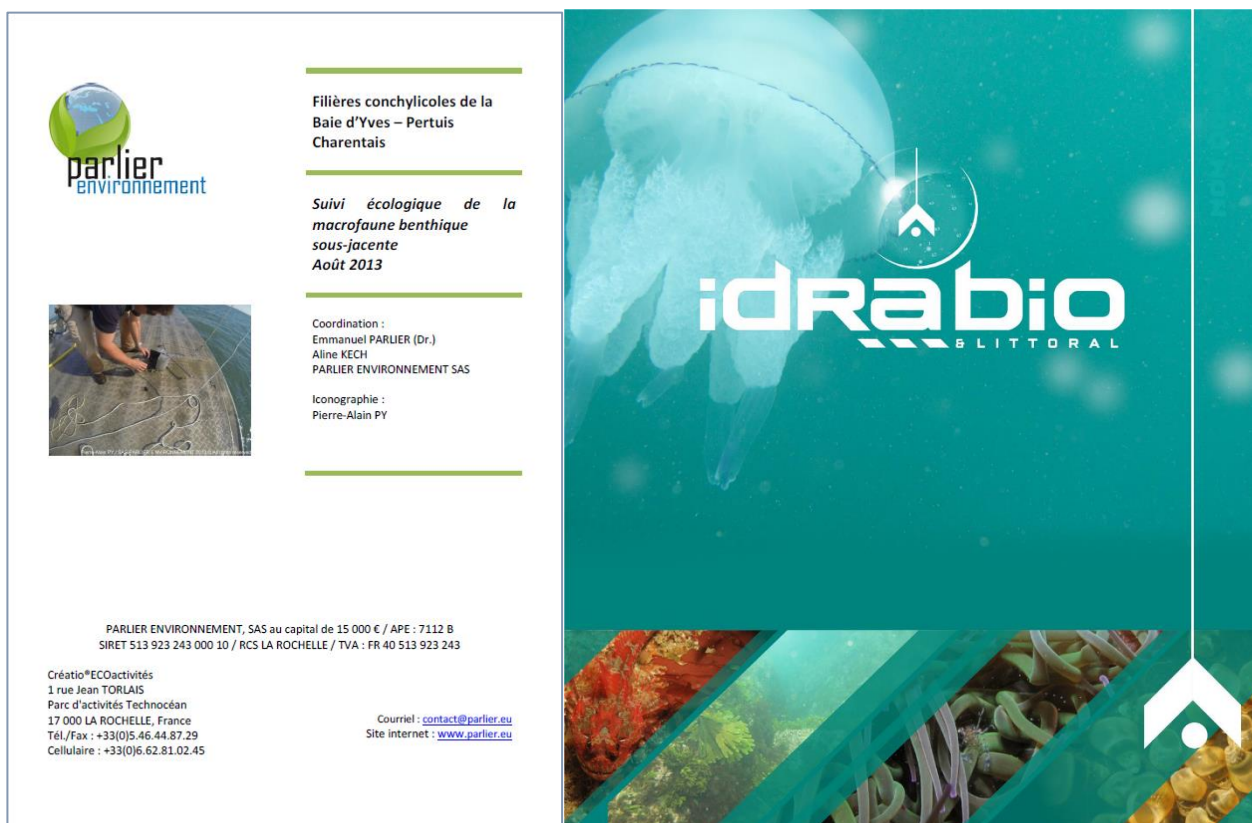 parlier
environnement
Filières conchylicoles de la
Baie d'Yves – Pertuis
Charentais
Suivi écologique de la
macrofaune benthique
sous-jacente
Août 2013
Coordination :
Emmanuel PARLIER (Dr.)
Aline KECH
PARLIER ENVIRONNEMENT SAS
Iconographie :
Pierre-Alain PY
PARLIER ENVIRONNEMENT, SAS au capital de 15 000 € / APE : 7112 B
SIRET 513 923 243 000 10 / RCS LA ROCHELLE / TVA : FR 40 513 923 243
Créatio®ECOactivités
1 rue Jean TORLAIS
Parc d'activités Technocéan
17 000 LA ROCHELLE, France
Tél./Fax : +33(0)5.46.44.87.29
Cellulaire : +33(0)6.62.81.02.45
Courriel : contact@parlier.eu
Site internet : www.parlier.eu
idRabio
& LITTORAL